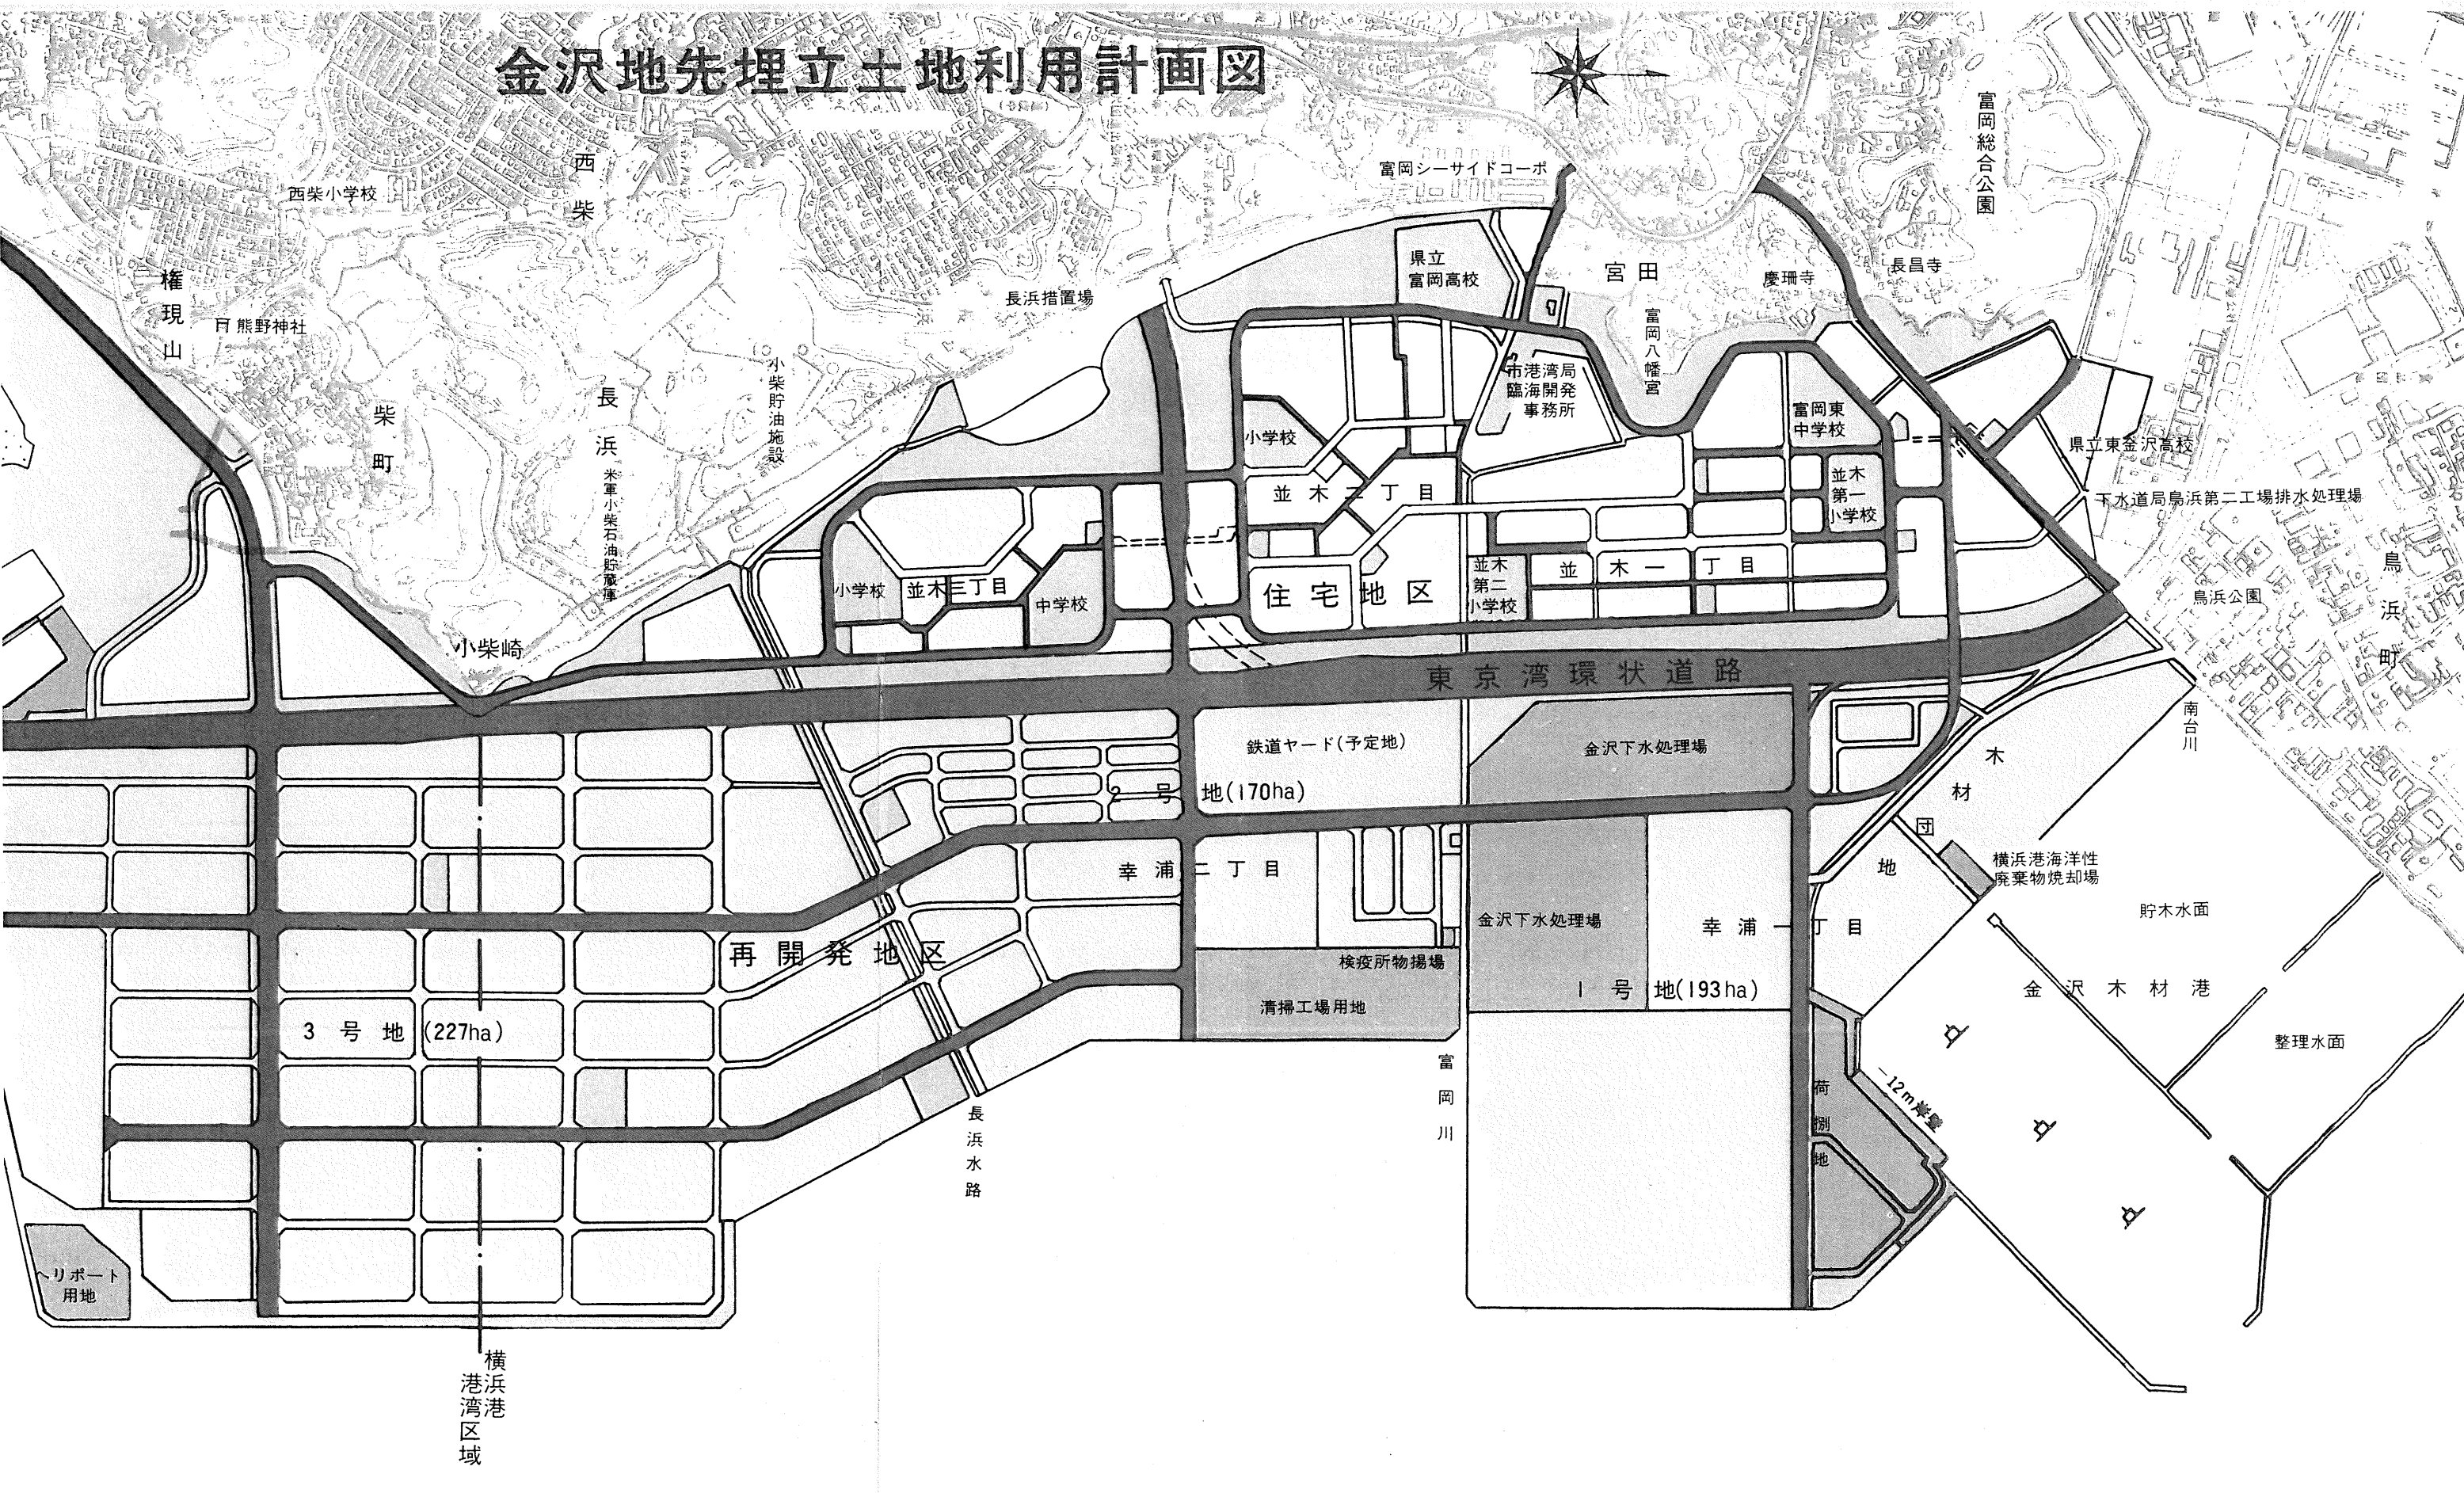 金沢地先埋立土地利用計画図
西柴小学校
西柴
富岡シーサイドコーポ
富岡総合公園
権現山
熊野神社
長浜措置場
県立
富岡高校
宮田
慶珊寺
長昌寺
富岡八幡宮
柴町
長浜
小柴貯油施設
米軍小柴石油貯蔵庫
市港湾局
臨海開発
事務所
小学校
富岡東
中学校
県立東金沢高校
並木二丁目
並木
第一
小学校
下水道局鳥浜第二工場排水処理場
鳥浜町
鳥浜公園
小学校
並木三丁目
中学校
住宅地区
並木
第二
小学校
並木一丁目
小柴崎
東京湾環状道路
南台川
鉄道ヤード(予定地)
金沢下水処理場
2号地(170ha)
木材団地
幸浦二丁目
横浜港海洋性
廃棄物焼却場
貯木水面
金沢下水処理場
幸浦一丁目
再開発地区
検疫所物揚場
清掃工場用地
1号地(193ha)
金沢木材港
整理水面
3号地(227ha)
富岡川
荷捌地
-12m岸壁
長浜水路
ヘリポート
用地
横浜港
港湾区域